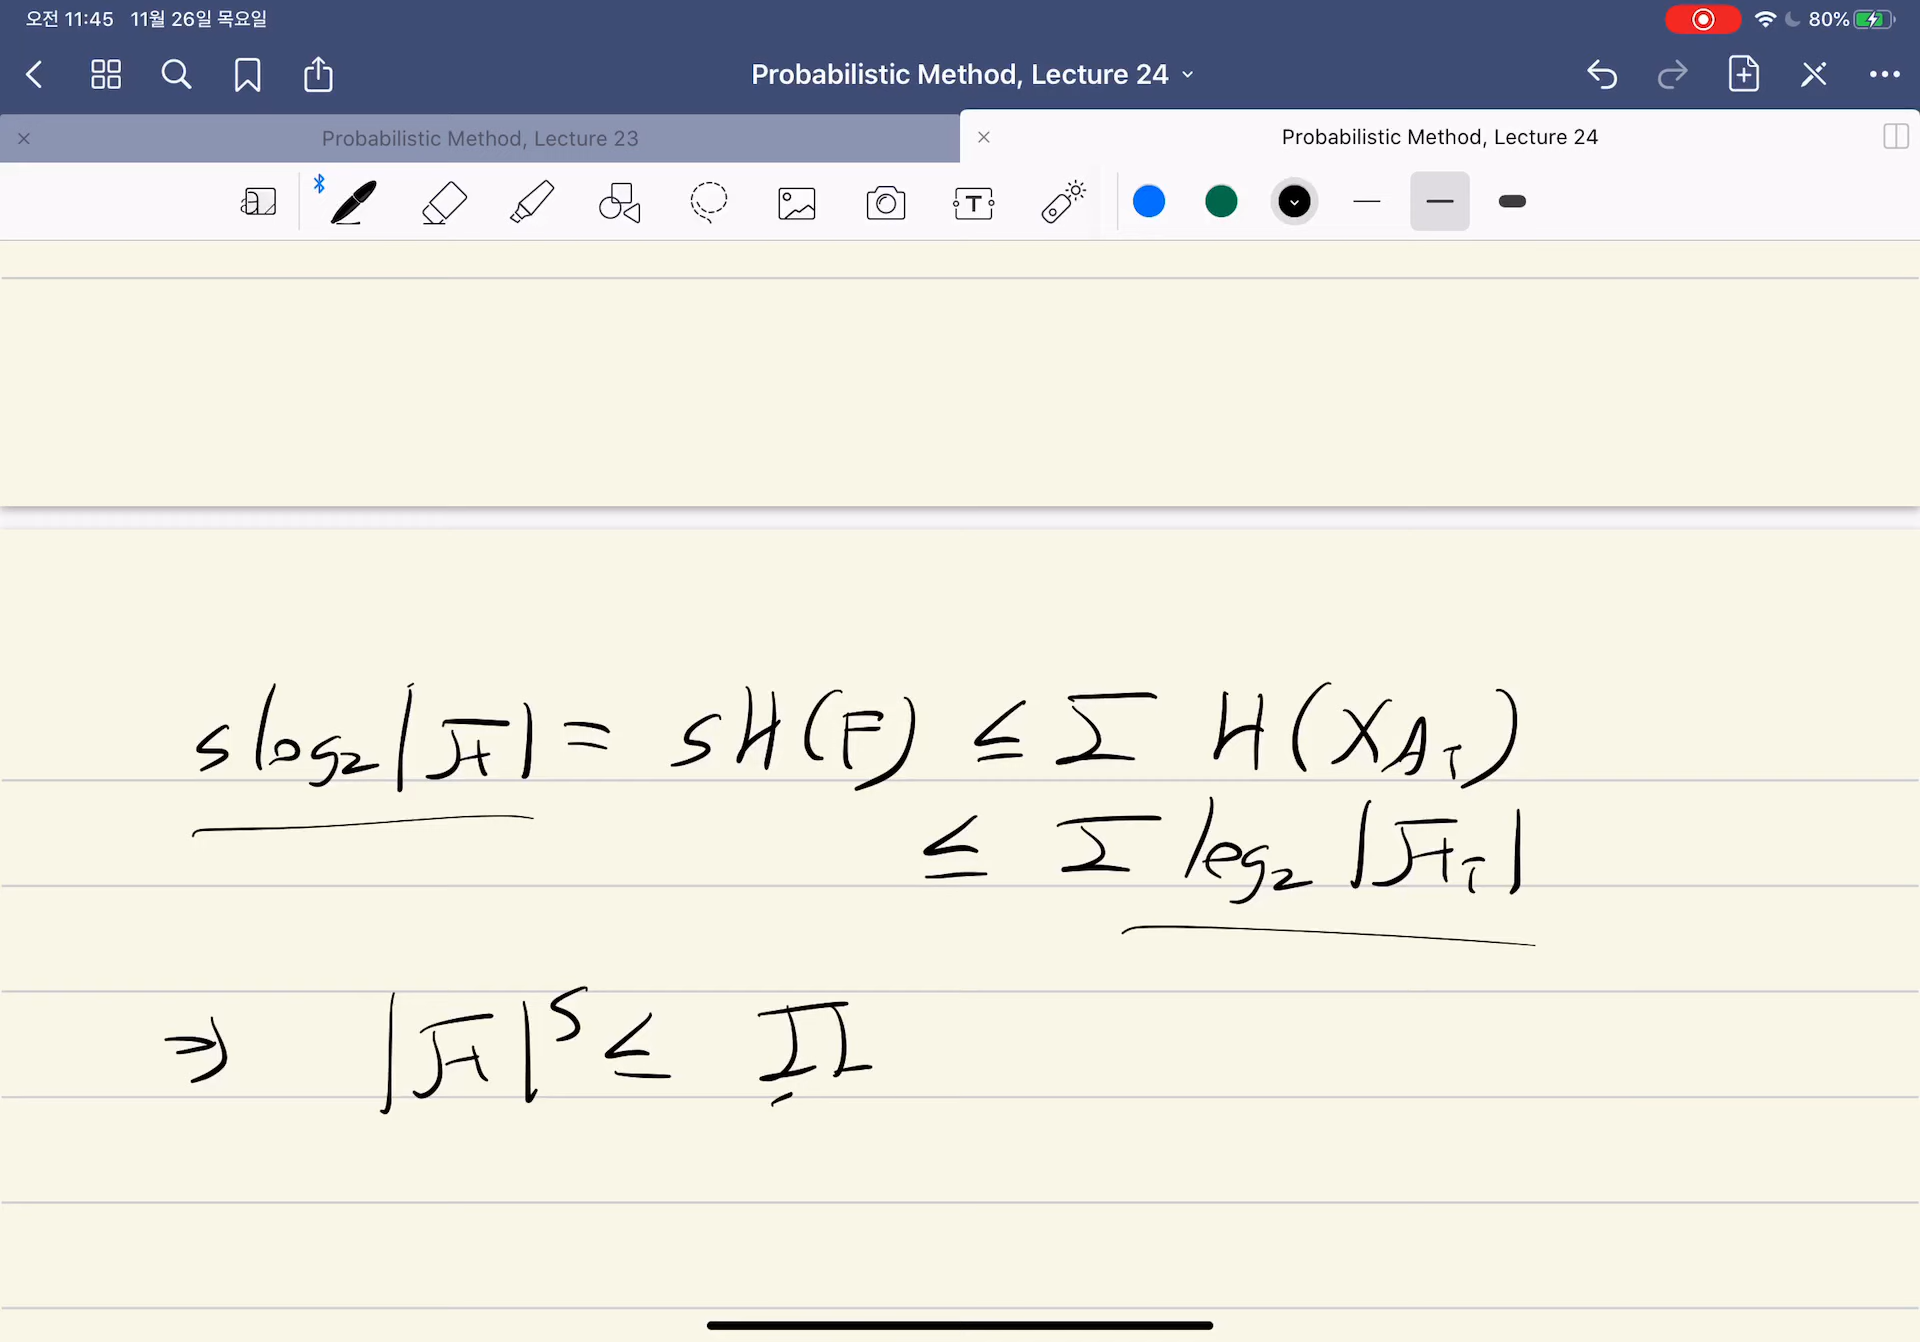 오전 11:45 11월 26일 목요일 80%
Probabilistic Method, Lecture 24
Probabilistic Method, Lecture 23
Probabilistic Method, Lecture 24
s log₂|F| = sH(F) ≤ Σ H(X_{A_i})
≤ Σ log₂ |F_i|
⇒ |F|^s ≤ Π